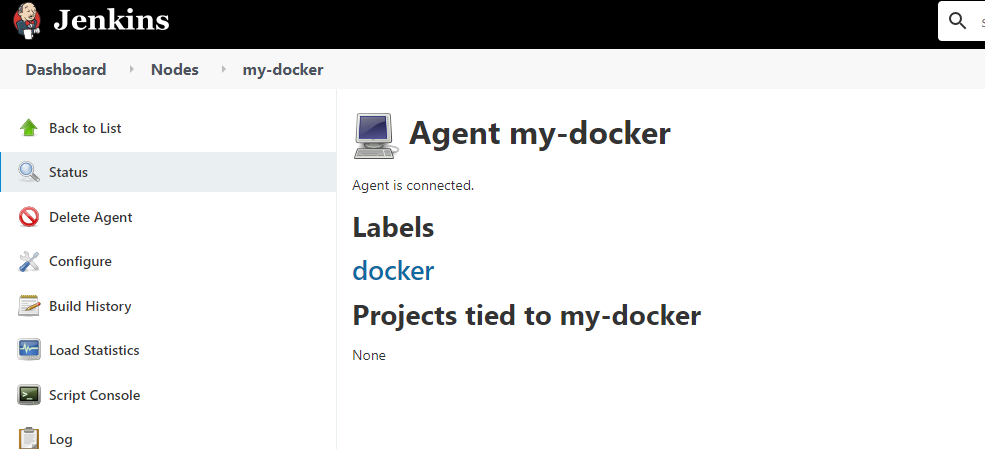 Jenkins
Dashboard Nodes my-docker
Back to List
Status
Delete Agent
Configure
Build History
Load Statistics
Script Console
Log
Agent my-docker
Agent is connected.
Labels
docker
Projects tied to my-docker
None